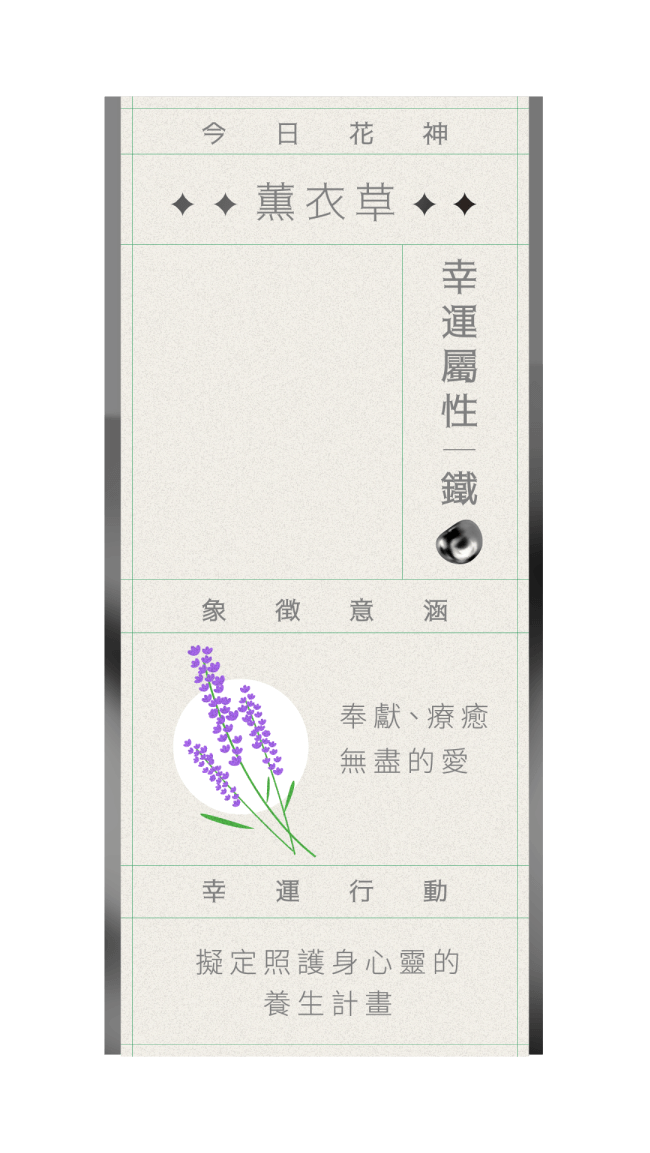 今日花神
✦ ✦ 薰衣草 ✦ ✦
幸運屬性｜鐵
象徵意涵
奉獻、療癒
無盡的愛
幸運行動
擬定照護身心靈的
養生計畫